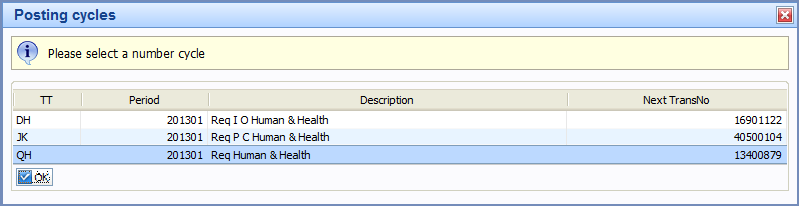 Posting cycles
Please select a number cycle
TT Period Description Next TransNo
DH 201301 Req I O Human & Health 16901122
JK 201301 Req P C Human & Health 40500104
QH 201301 Req Human & Health 13400879
OK